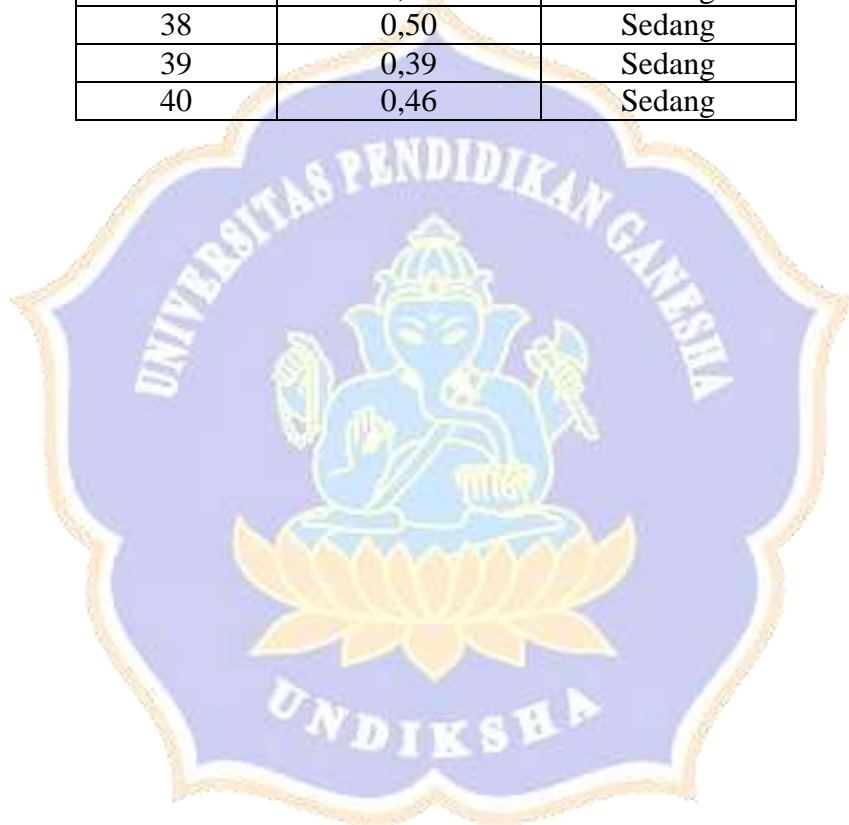 38 0,50 Sedang
39 0,39 Sedang
40 0,46 Sedang
UNIVERSITAS PENDIDIKAN GANESHA
UNDIKSHA